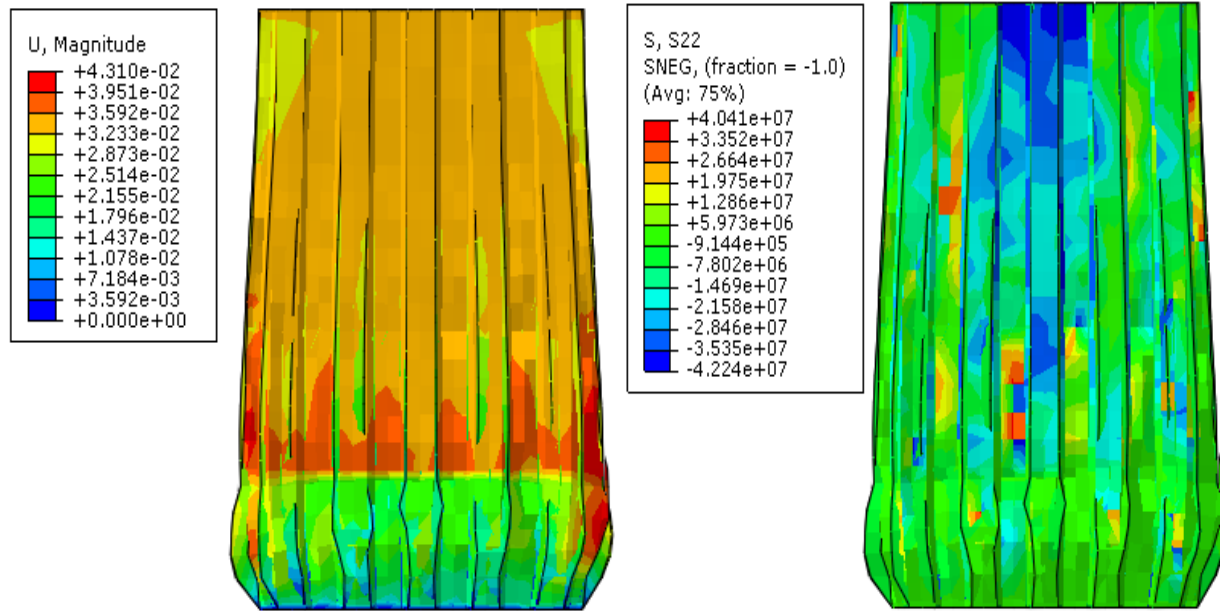 U, Magnitude
+4.310e-02
+3.951e-02
+3.592e-02
+3.233e-02
+2.873e-02
+2.514e-02
+2.155e-02
+1.796e-02
+1.437e-02
+1.078e-02
+7.184e-03
+3.592e-03
+0.000e+00
S, S22
SNEG, (fraction = -1.0)
(Avg: 75%)
+4.041e+07
+3.352e+07
+2.664e+07
+1.975e+07
+1.286e+07
+5.973e+06
-9.144e+05
-7.802e+06
-1.469e+07
-2.158e+07
-2.846e+07
-3.535e+07
-4.224e+07